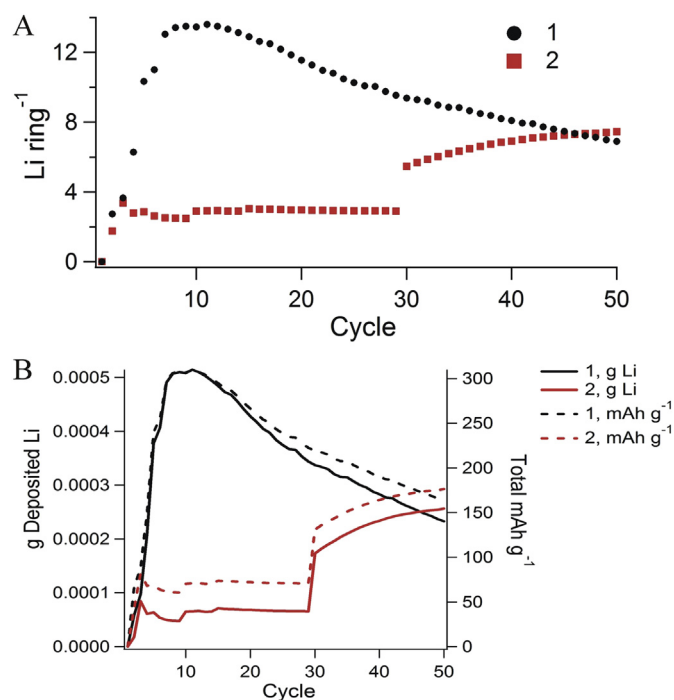 A
1
2
Li ring⁻¹
12
8
4
0
10
20
30
40
50
Cycle
B
1, g Li
2, g Li
1, mAh g⁻¹
2, mAh g⁻¹
g Deposited Li
0.0005
0.0004
0.0003
0.0002
0.0001
0.0000
Total mAh g⁻¹
300
250
200
150
100
50
0
10
20
30
40
50
Cycle